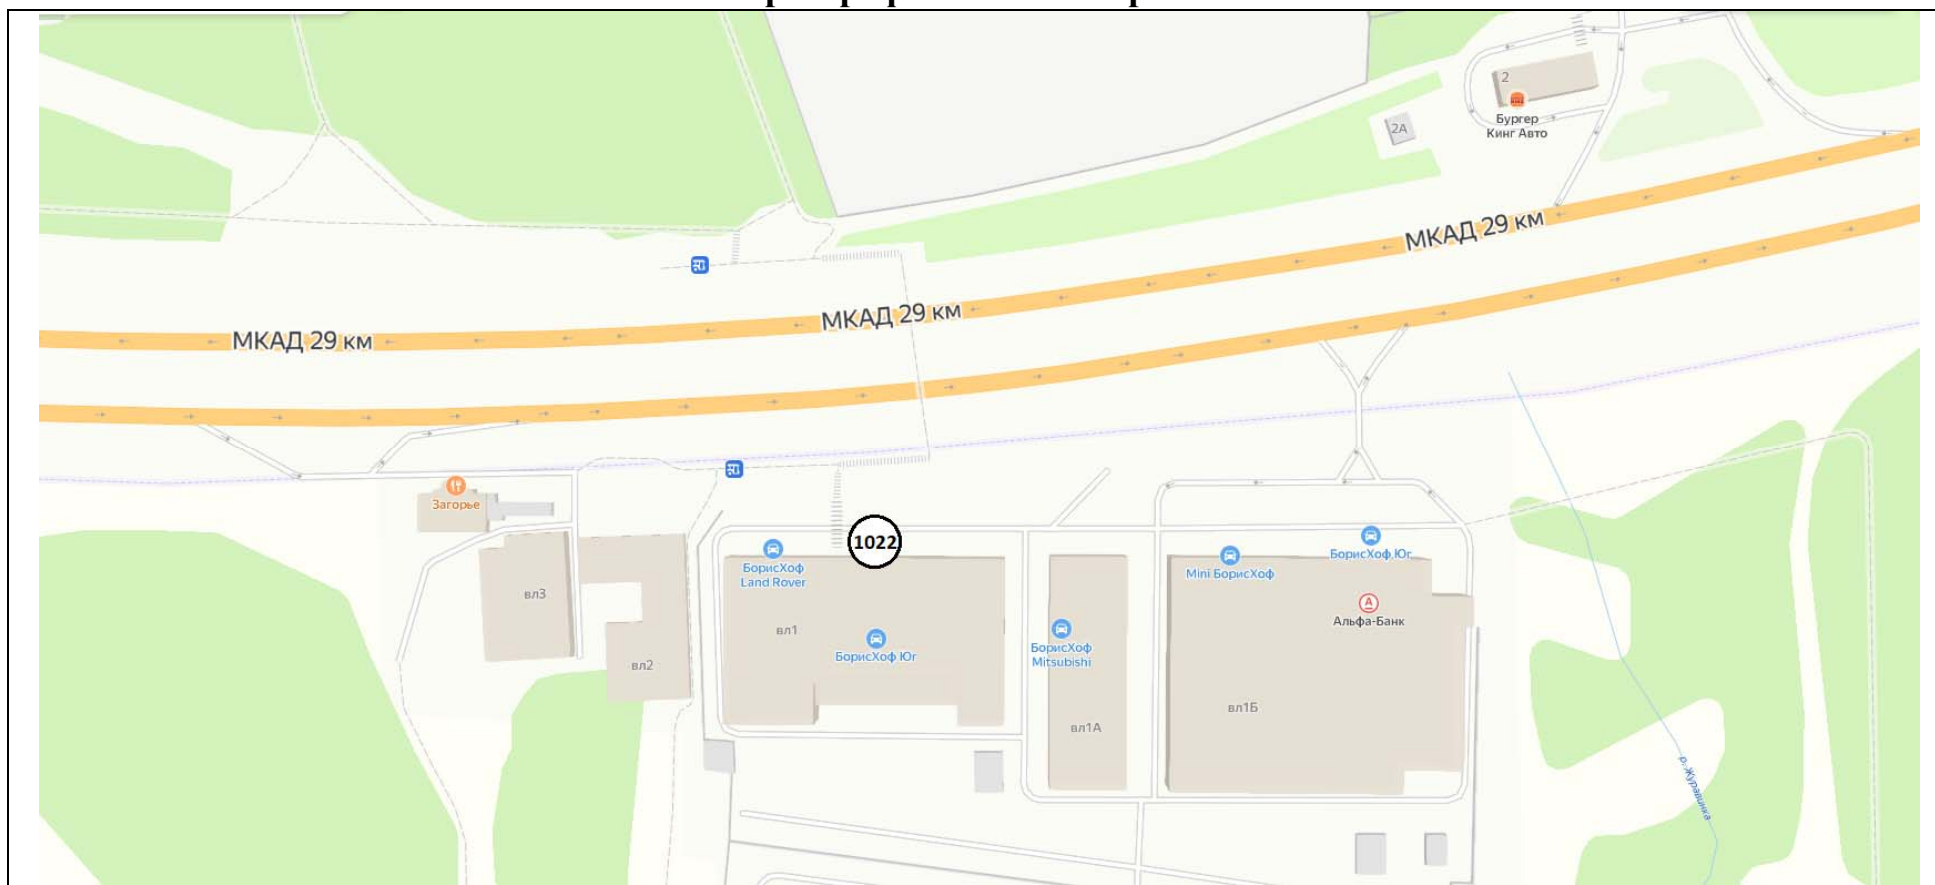 2
Бургер
Кинг Авто
2А
МКАД 29 км
МКАД 29 км
МКАД 29 км
Загорье
1022
БорисХоф
Land Rover
Mini БорисХоф
БорисХоф Юг
вл3
Альфа-Банк
вл1
БорисХоф Юг
БорисХоф
Mitsubishi
вл2
вл1Б
вл1А
р. Журавинка